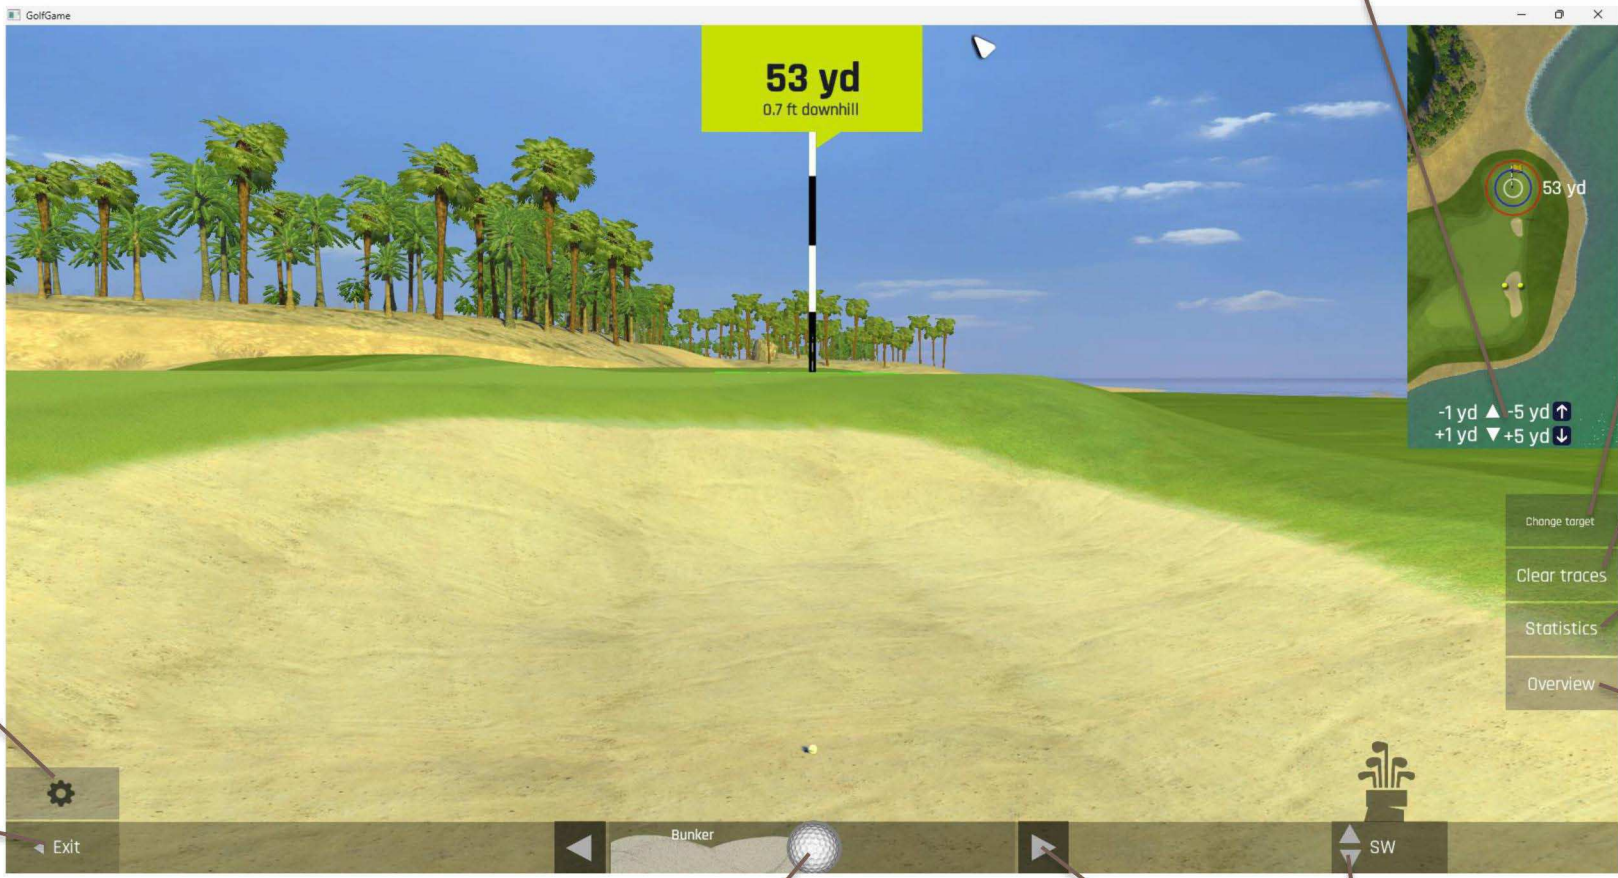 GolfGame
53 yd
0.7 ft downhill
53 yd
-1 yd ▲ -5 yd ↑
+1 yd ▼ +5 yd ↓
Change target
Clear traces
Statistics
Overview
Exit
Bunker
SW